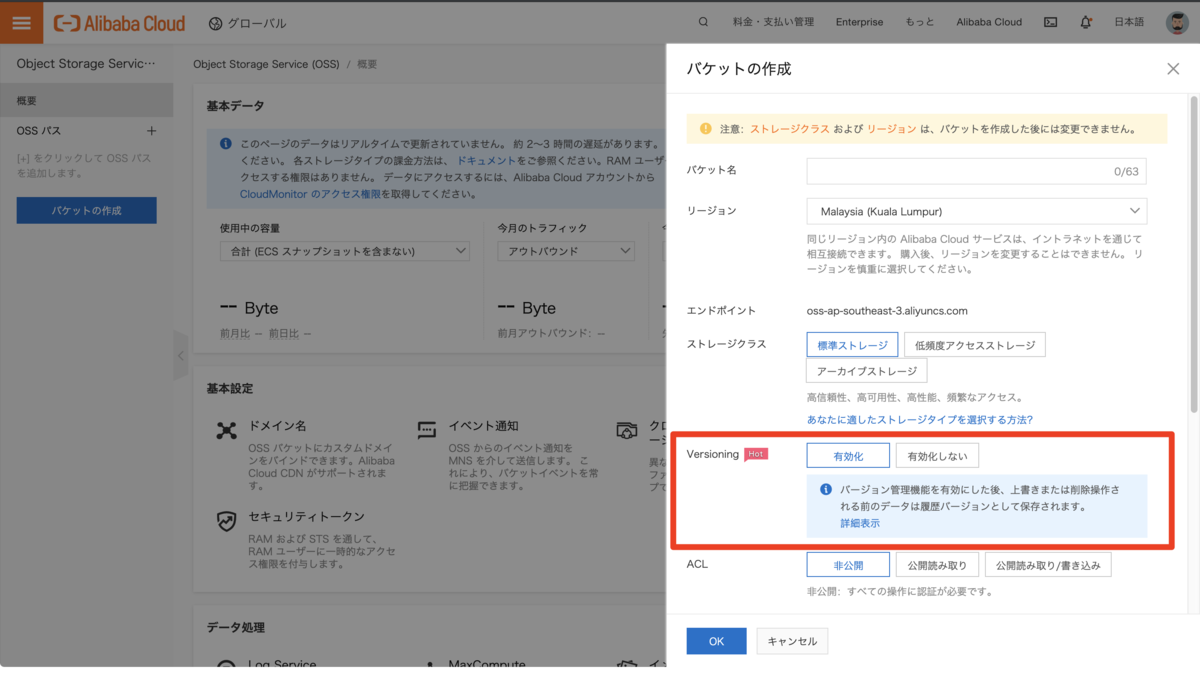 Alibaba Cloud
グローバル
料金・支払い管理
Enterprise
もっと
Alibaba Cloud
日本語
Object Storage Servic…
概要
OSS パス
[+] をクリックして OSS パス
を追加します。
バケットの作成
Object Storage Service (OSS) / 概要
基本データ
このページのデータはリアルタイムで更新されていません。 約 2〜3 時間の遅延があります。
ください。 各ストレージタイプの課金方法は、 ドキュメントをご参照ください。RAM ユーザー
クセスする権限はありません。 データにアクセスするには、Alibaba Cloud アカウントから
CloudMonitor のアクセス権限を取得してください。
使用中の容量
合計 (ECS スナップショットを含まない)
-- Byte
前月比 -- 前日比 --
今月のトラフィック
アウトバウンド
-- Byte
前月アウトバウンド: --
基本設定
ドメイン名
OSS バケットにカスタムドメイ
ンをバインドできます。Alibaba
Cloud CDN がサポートされま
す。
イベント通知
OSS からのイベント通知を
MNS を介して送信します。 こ
れにより、バケットイベントを常
に把握できます。
クロ
ージ
異な
ファ
プで
セキュリティトークン
RAM および STS を通して、
RAM ユーザーに一時的なアクセ
ス権限を付与します。
データ処理
Log Service
MaxCompute
イン
バケットの作成
注意: ストレージクラス および リージョン は、バケットを作成した後には変更できません。
バケット名
0/63
リージョン
Malaysia (Kuala Lumpur)
同じリージョン内の Alibaba Cloud サービスは、イントラネットを通じて
相互接続できます。 購入後、リージョンを変更することはできません。 リ
ージョンを慎重に選択してください。
エンドポイント
oss-ap-southeast-3.aliyuncs.com
ストレージクラス
標準ストレージ
低頻度アクセスストレージ
アーカイブストレージ
高信頼性、高可用性、高性能、頻繁なアクセス。
あなたに適したストレージタイプを選択する方法?
Versioning Hot
有効化
有効化しない
バージョン管理機能を有効にした後、上書きまたは削除操作さ
れる前のデータは履歴バージョンとして保存されます。
詳細表示
ACL
非公開
公開読み取り
公開読み取り/書き込み
非公開: すべての操作に認証が必要です。
OK
キャンセル